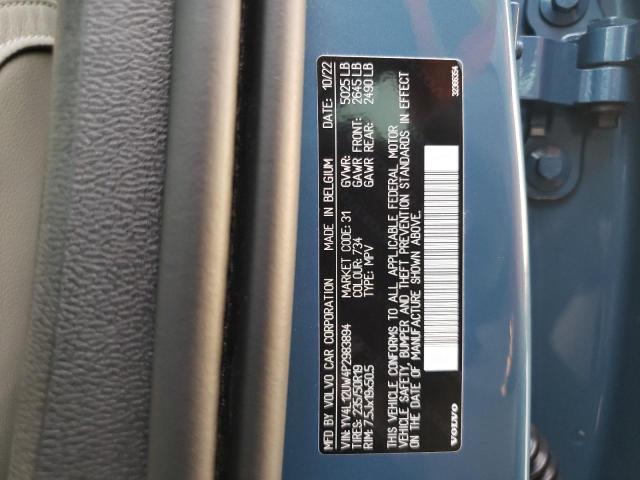 MFD. BY VOLVO CAR CORPORATION MADE IN BELGIUM DATE: 10/22
VIN: YV4L12UW4P2983894 MARKET CODE: 31 GVWR: 5025 LB
TIRES: 235/50R19 COLOUR: 734 GAWR FRONT: 2645 LB
RIM: 7.5Jx19x50.5 TYPE: MPV GAWR REAR: 2490 LB
THIS VEHICLE CONFORMS TO ALL APPLICABLE FEDERAL MOTOR
VEHICLE SAFETY, BUMPER AND THEFT PREVENTION STANDARDS IN EFFECT
ON THE DATE OF MANUFACTURE SHOWN ABOVE.
VOLVO 32366354